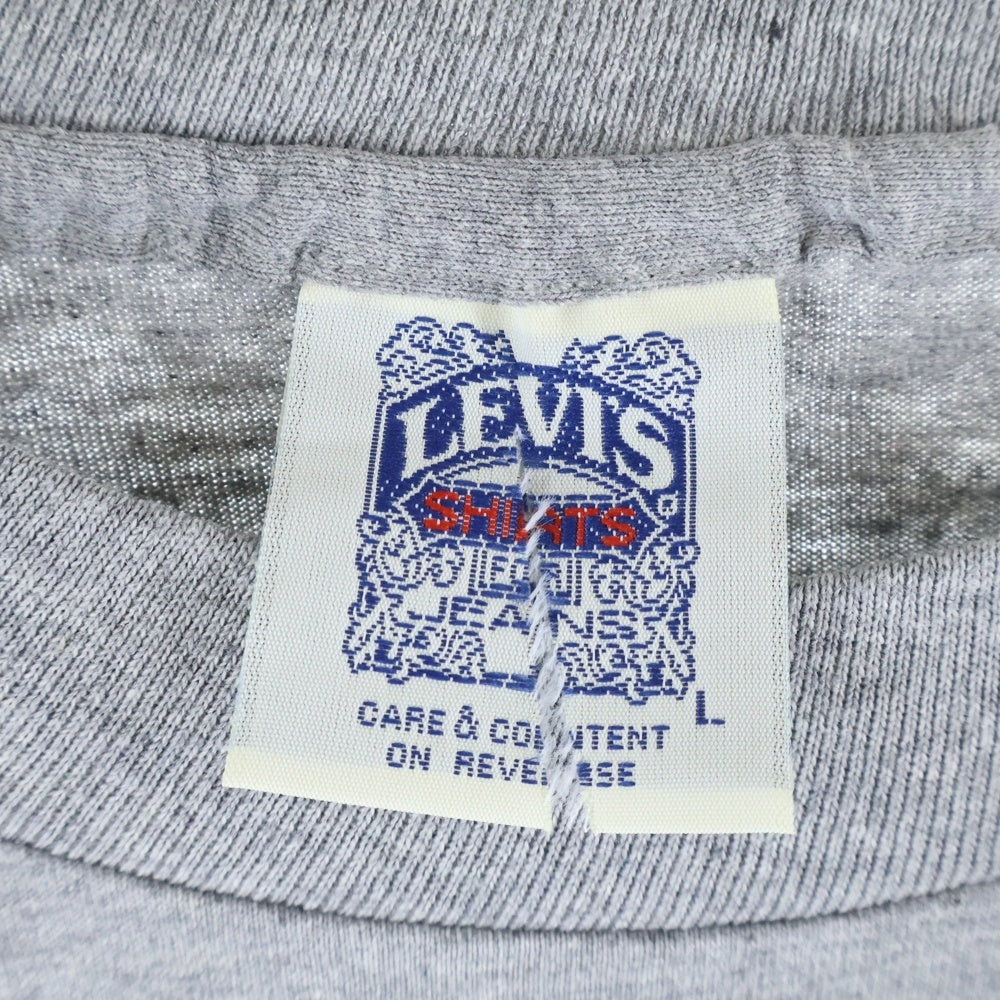 LEVI'S
SHIRTS
JEANS
L
CARE & CONTENT
ON REVERSE